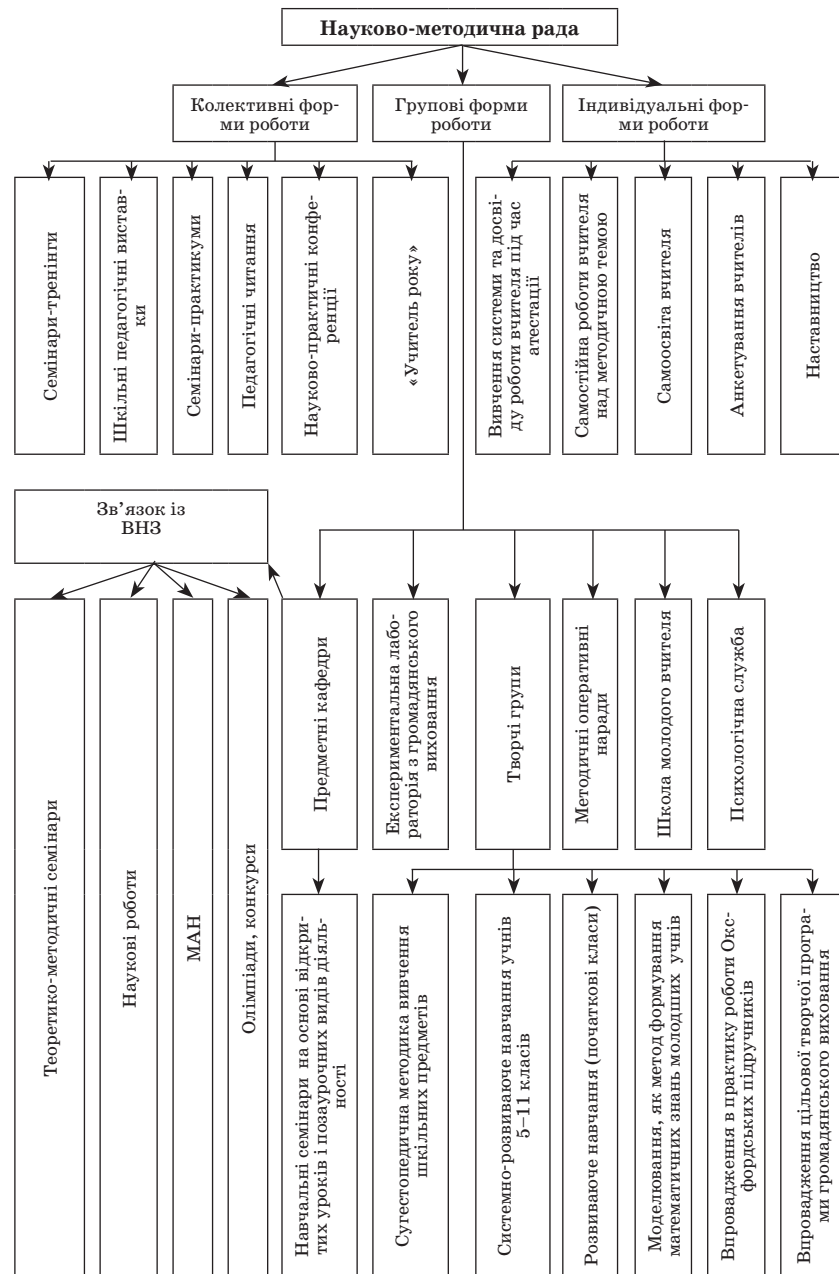 Науково-методична рада
Колективні фор-
ми роботи
Групові форми
роботи
Індивідуальні фор-
ми роботи
Семінари-тренінги
Шкільні педагогічні вистав-
ки
Семінари-практикуми
Педагогічні читання
Науково-практичні конфе-
ренції
«Учитель року»
Вивчення системи та досві-
ду роботи вчителя під час
атестації
Самостійна роботи вчителя
над методичною темою
Самоосвіта вчителя
Анкетування вчителів
Наставництво
Зв’язок із
ВНЗ
Теоретико-методичні семінари
Наукові роботи
МАН
Олімпіади, конкурси
Предметні кафедри
Експериментальна лабо-
раторія з громадянського
виховання
Творчі групи
Методичні оперативні
наради
Школа молодого вчителя
Психологічна служба
Навчальні семінари на основі відкри-
тих уроків і позаурочних видів діяль-
ності
Сугестопедична методика вивчення
шкільних предметів
Системно-розвиваюче навчання учнів
5–11 класів
Розвиваюче навчання (початкові класи)
Моделювання, як метод формування
математичних знань молодших учнів
Впровадження в практику роботи Окс-
фордських підручників
Впровадження цільової творчої програ-
ми громадянського виховання